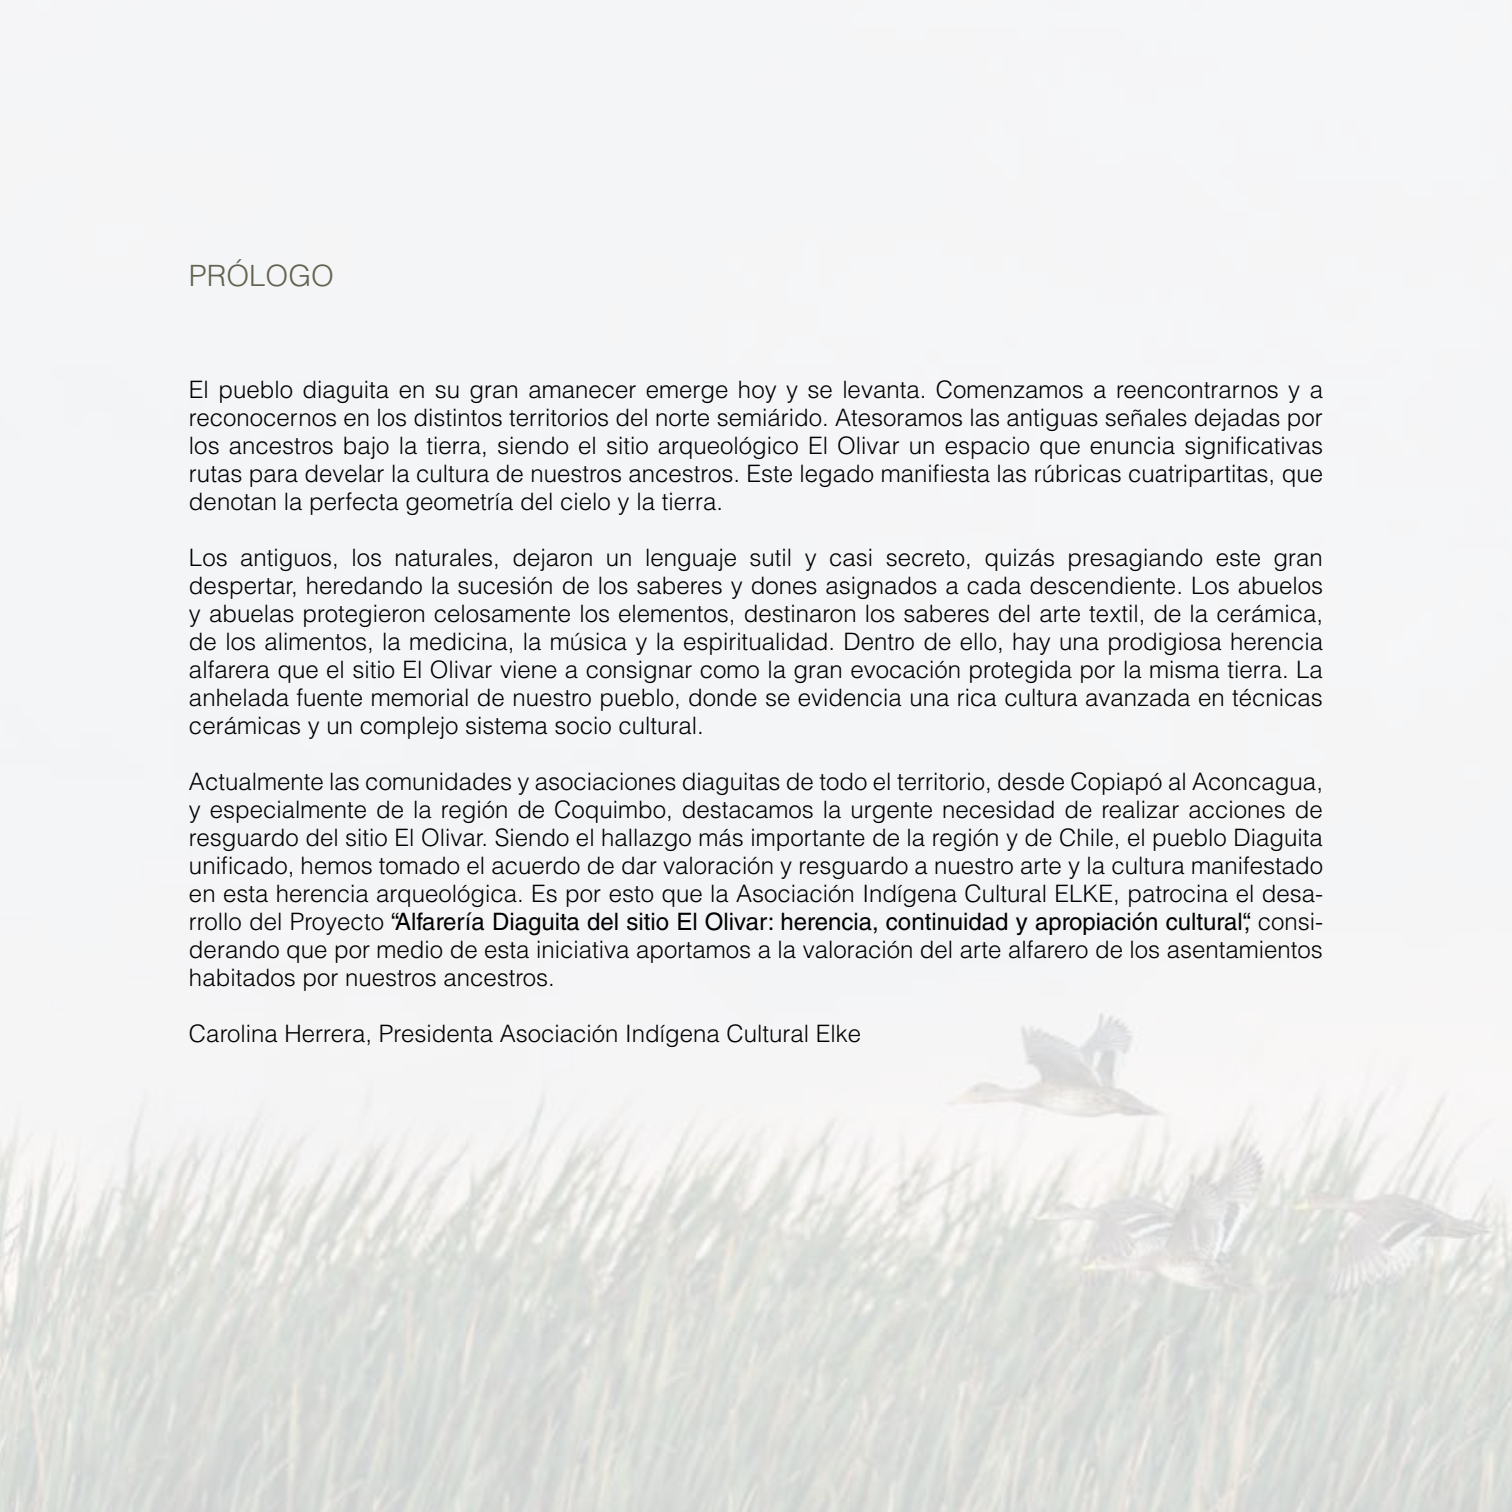 PRÓLOGO
El pueblo diaguita en su gran amanecer emerge hoy y se levanta. Comenzamos a reencontrarnos y a
reconocernos en los distintos territorios del norte semiárido. Atesoramos las antiguas señales dejadas por
los ancestros bajo la tierra, siendo el sitio arqueológico El Olivar un espacio que enuncia significativas
rutas para develar la cultura de nuestros ancestros. Este legado manifiesta las rúbricas cuatripartitas, que
denotan la perfecta geometría del cielo y la tierra.
Los antiguos, los naturales, dejaron un lenguaje sutil y casi secreto, quizás presagiando este gran
despertar, heredando la sucesión de los saberes y dones asignados a cada descendiente. Los abuelos
y abuelas protegieron celosamente los elementos, destinaron los saberes del arte textil, de la cerámica,
de los alimentos, la medicina, la música y la espiritualidad. Dentro de ello, hay una prodigiosa herencia
alfarera que el sitio El Olivar viene a consignar como la gran evocación protegida por la misma tierra. La
anhelada fuente memorial de nuestro pueblo, donde se evidencia una rica cultura avanzada en técnicas
cerámicas y un complejo sistema socio cultural.
Actualmente las comunidades y asociaciones diaguitas de todo el territorio, desde Copiapó al Aconcagua,
y especialmente de la región de Coquimbo, destacamos la urgente necesidad de realizar acciones de
resguardo del sitio El Olivar. Siendo el hallazgo más importante de la región y de Chile, el pueblo Diaguita
unificado, hemos tomado el acuerdo de dar valoración y resguardo a nuestro arte y la cultura manifestado
en esta herencia arqueológica. Es por esto que la Asociación Indígena Cultural ELKE, patrocina el desa-
rrollo del Proyecto “Alfarería Diaguita del sitio El Olivar: herencia, continuidad y apropiación cultural“, consi-
derando que por medio de esta iniciativa aportamos a la valoración del arte alfarero de los asentamientos
habitados por nuestros ancestros.
Carolina Herrera, Presidenta Asociación Indígena Cultural Elke